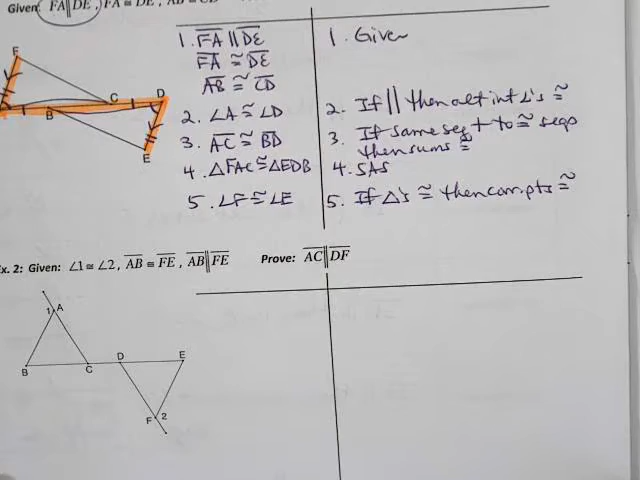 Given: FA∥DE, FA ≅ DE, AB ≅ CD
1. FA ∥ DE
FA ≅ DE
AB ≅ CD
1. Given
2. ∠A ≅ ∠D
2. If ∥ then alt int ∠'s ≅
3. AC ≅ BD
3. If same seg + to ≅ segs
then sums ≅
4. △FAC ≅ △EDB
4. SAS
5. ∠F ≅ ∠E
5. If △'s ≅ then corr pts ≅
F
C
D
B
E
x. 2: Given: ∠1 ≅ ∠2, AB ≅ FE, AB∥FE Prove: AC∥DF
1 A
D
E
B
C
F 2